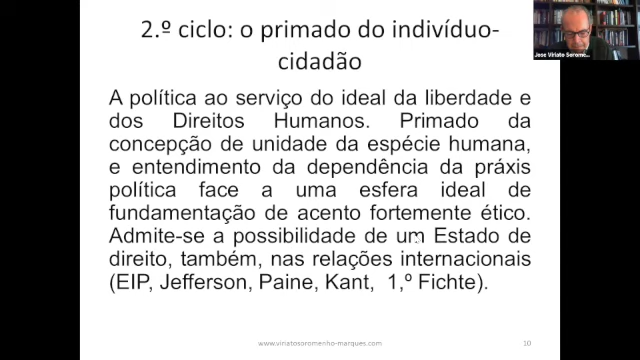 2.º ciclo: o primado do indivíduo-
cidadão
A política ao serviço do ideal da liberdade e
dos Direitos Humanos. Primado da
concepção de unidade da espécie humana,
e entendimento da dependência da práxis
política face a uma esfera ideal de
fundamentação de acento fortemente ético.
Admite-se a possibilidade de um Estado de
direito, também, nas relações internacionais
(EIP, Jefferson, Paine, Kant, 1,º Fichte).
www.viriatosoromenho-marques.com
10
Jose Viriato Sorome...